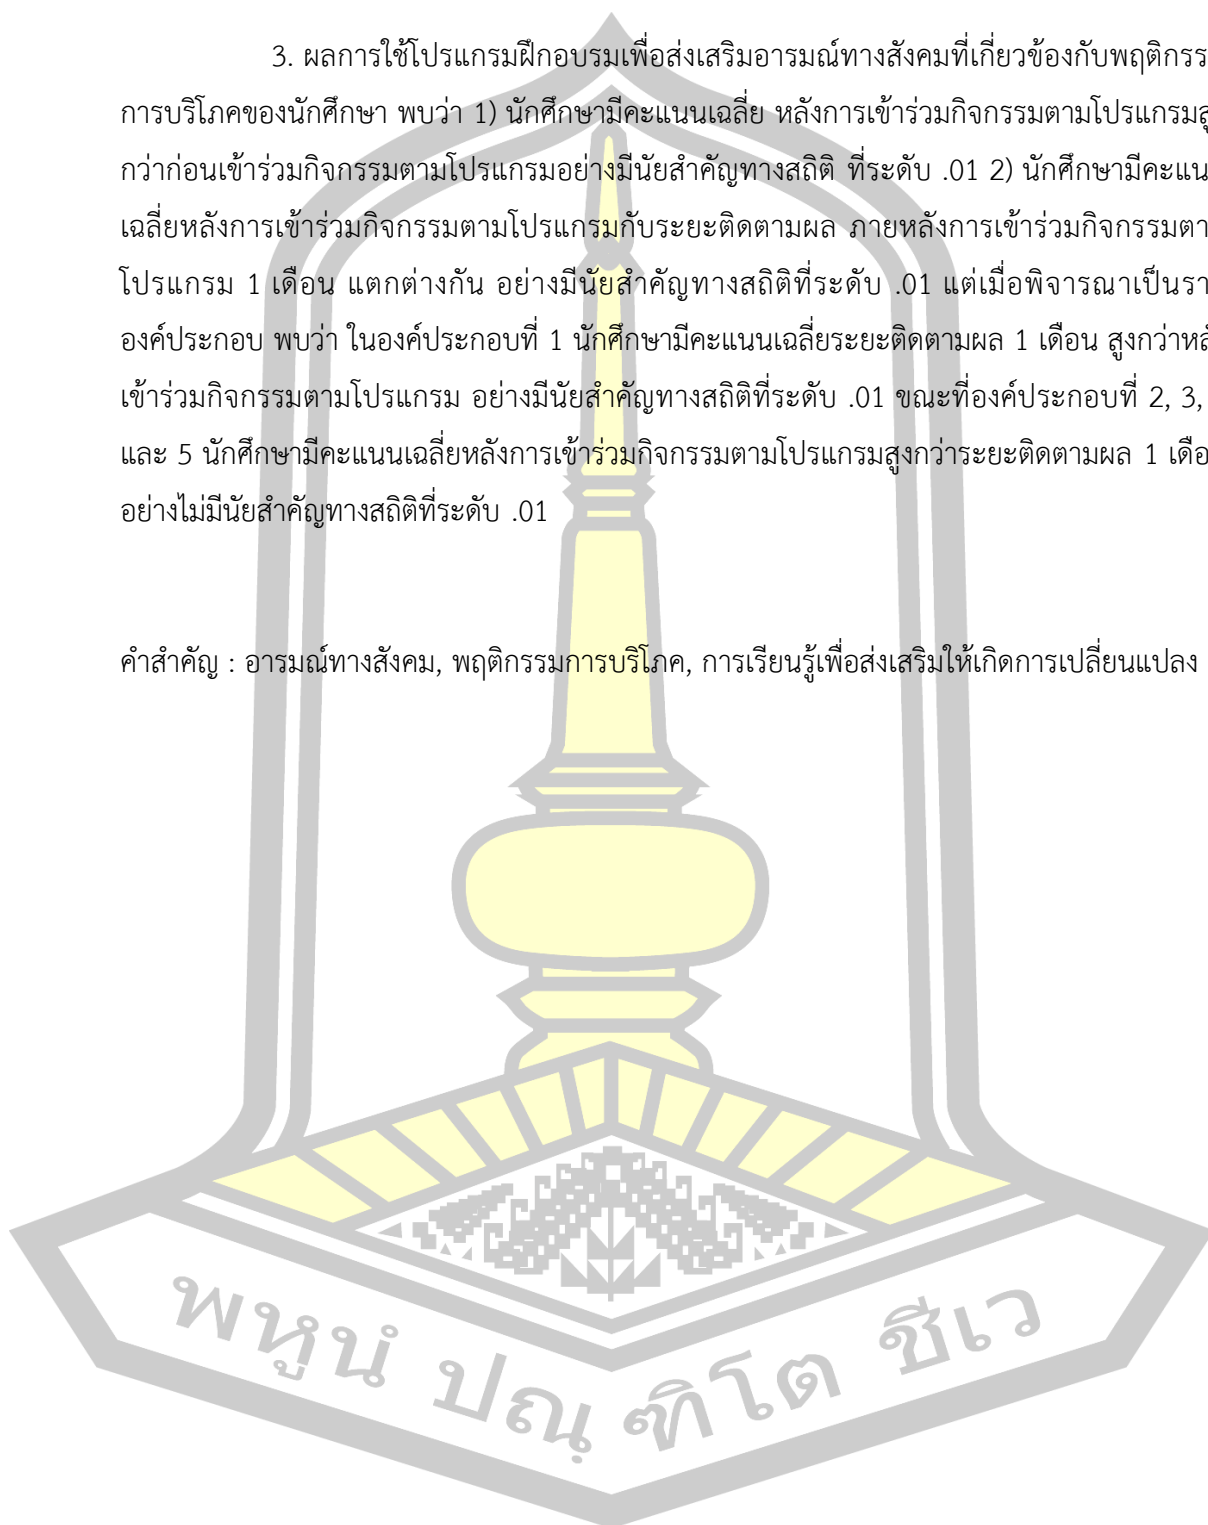 3. ผลการใช้โปรแกรมฝึกอบรมเพื่อส่งเสริมอารมณ์ทางสังคมที่เกี่ยวข้องกับพฤติกรร
การบริโภคของนักศึกษา พบว่า 1) นักศึกษามีคะแนนเฉลี่ย หลังการเข้าร่วมกิจกรรมตามโปรแกรมสู
กว่าก่อนเข้าร่วมกิจกรรมตามโปรแกรมอย่างมีนัยสำคัญทางสถิติ ที่ระดับ .01 2) นักศึกษามีคะแน
เฉลี่ยหลังการเข้าร่วมกิจกรรมตามโปรแกรมกับระยะติดตามผล ภายหลังการเข้าร่วมกิจกรรมตา
โปรแกรม 1 เดือน แตกต่างกัน อย่างมีนัยสำคัญทางสถิติที่ระดับ .01 แต่เมื่อพิจารณาเป็นรา
องค์ประกอบ พบว่า ในองค์ประกอบที่ 1 นักศึกษามีคะแนนเฉลี่ยระยะติดตามผล 1 เดือน สูงกว่าหลั
เข้าร่วมกิจกรรมตามโปรแกรม อย่างมีนัยสำคัญทางสถิติที่ระดับ .01 ขณะที่องค์ประกอบที่ 2, 3,
และ 5 นักศึกษามีคะแนนเฉลี่ยหลังการเข้าร่วมกิจกรรมตามโปรแกรมสูงกว่าระยะติดตามผล 1 เดือ
อย่างไม่มีนัยสำคัญทางสถิติที่ระดับ .01
คำสำคัญ : อารมณ์ทางสังคม, พฤติกรรมการบริโภค, การเรียนรู้เพื่อส่งเสริมให้เกิดการเปลี่ยนแปลง
พหูนํ ปณฺ ฑิโต ชีเว